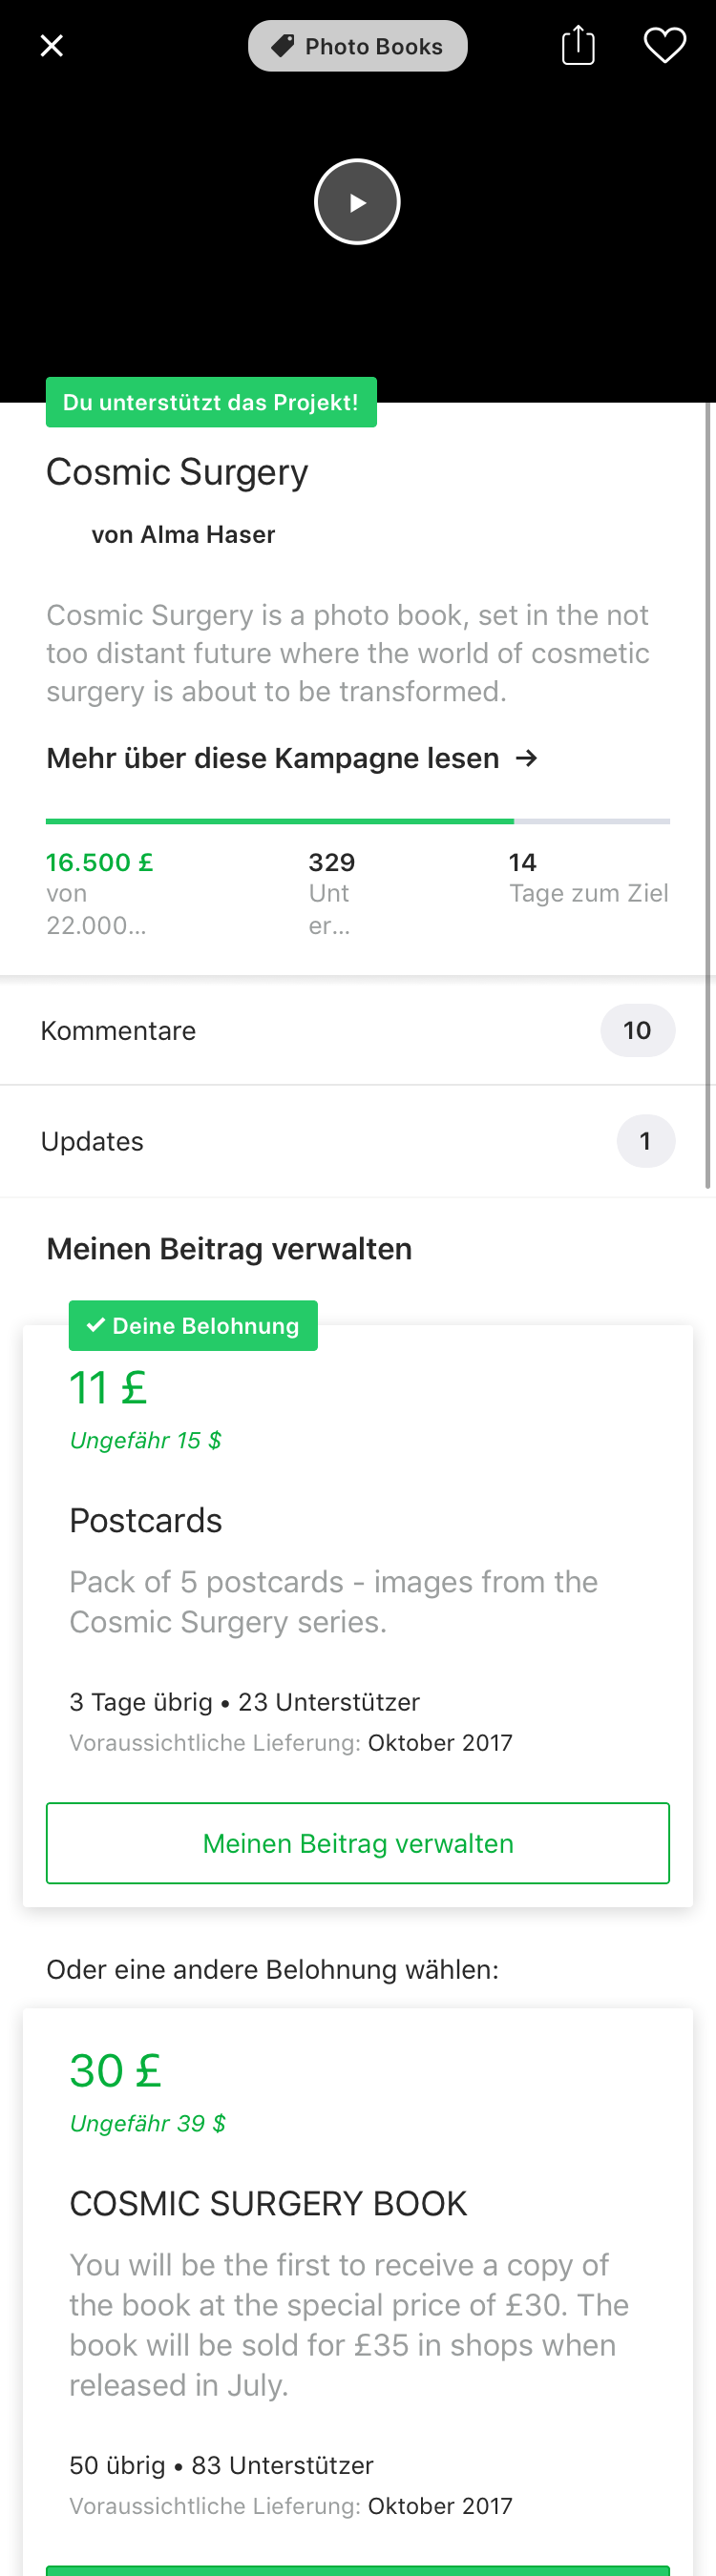 Photo Books
Du unterstützt das Projekt!
Cosmic Surgery
von Alma Haser
Cosmic Surgery is a photo book, set in the not
too distant future where the world of cosmetic
surgery is about to be transformed.
Mehr über diese Kampagne lesen →
16.500 £
von
22.000...
329
Unt
er...
14
Tage zum Ziel
Kommentare
10
Updates
1
Meinen Beitrag verwalten
✓ Deine Belohnung
11 £
Ungefähr 15 $
Postcards
Pack of 5 postcards - images from the
Cosmic Surgery series.
3 Tage übrig • 23 Unterstützer
Voraussichtliche Lieferung: Oktober 2017
Meinen Beitrag verwalten
Oder eine andere Belohnung wählen:
30 £
Ungefähr 39 $
COSMIC SURGERY BOOK
You will be the first to receive a copy of
the book at the special price of £30. The
book will be sold for £35 in shops when
released in July.
50 übrig • 83 Unterstützer
Voraussichtliche Lieferung: Oktober 2017